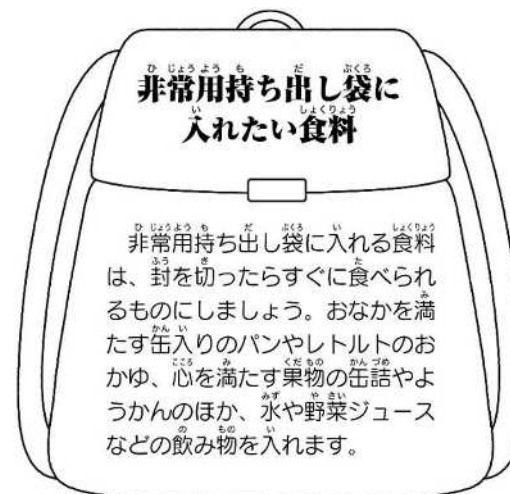 非常用持ち出し袋に
入れたい食料
非常用持ち出し袋に入れる食料
は、封を切ったらすぐに食べられ
るものにしましょう。おなかを満
たす缶入りのパンやレトルトのお
かゆ、心を満たす果物の缶詰やよ
うかんのほか、水や野菜ジュース
などの飲み物を入れます。